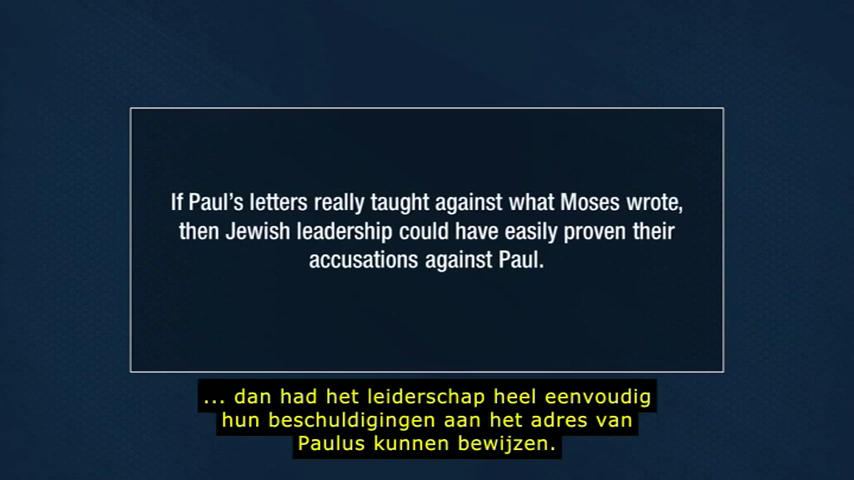 If Paul's letters really taught against what Moses wrote,
then Jewish leadership could have easily proven their
accusations against Paul.
... dan had het leiderschap heel eenvoudig
hun beschuldigingen aan het adres van
Paulus kunnen bewijzen.